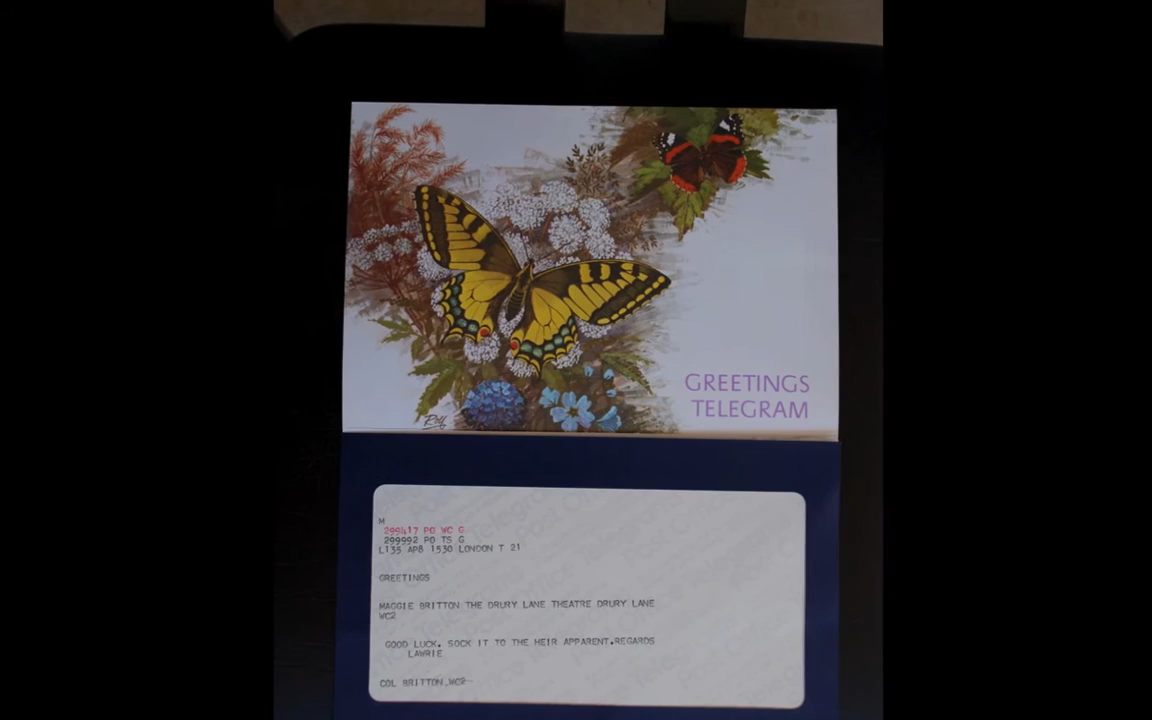 Rolf
GREETINGS
TELEGRAM
M
299417 PO WC G
299992 PO TS G
L135 AP8 1530 LONDON T 21
GREETINGS
MAGGIE BRITTON THE DRURY LANE THEATRE DRURY LANE
WC2
GOOD LUCK. SOCK IT TO THE HEIR APPARENT.REGARDS
LAWRIE
COL BRITTON WC2